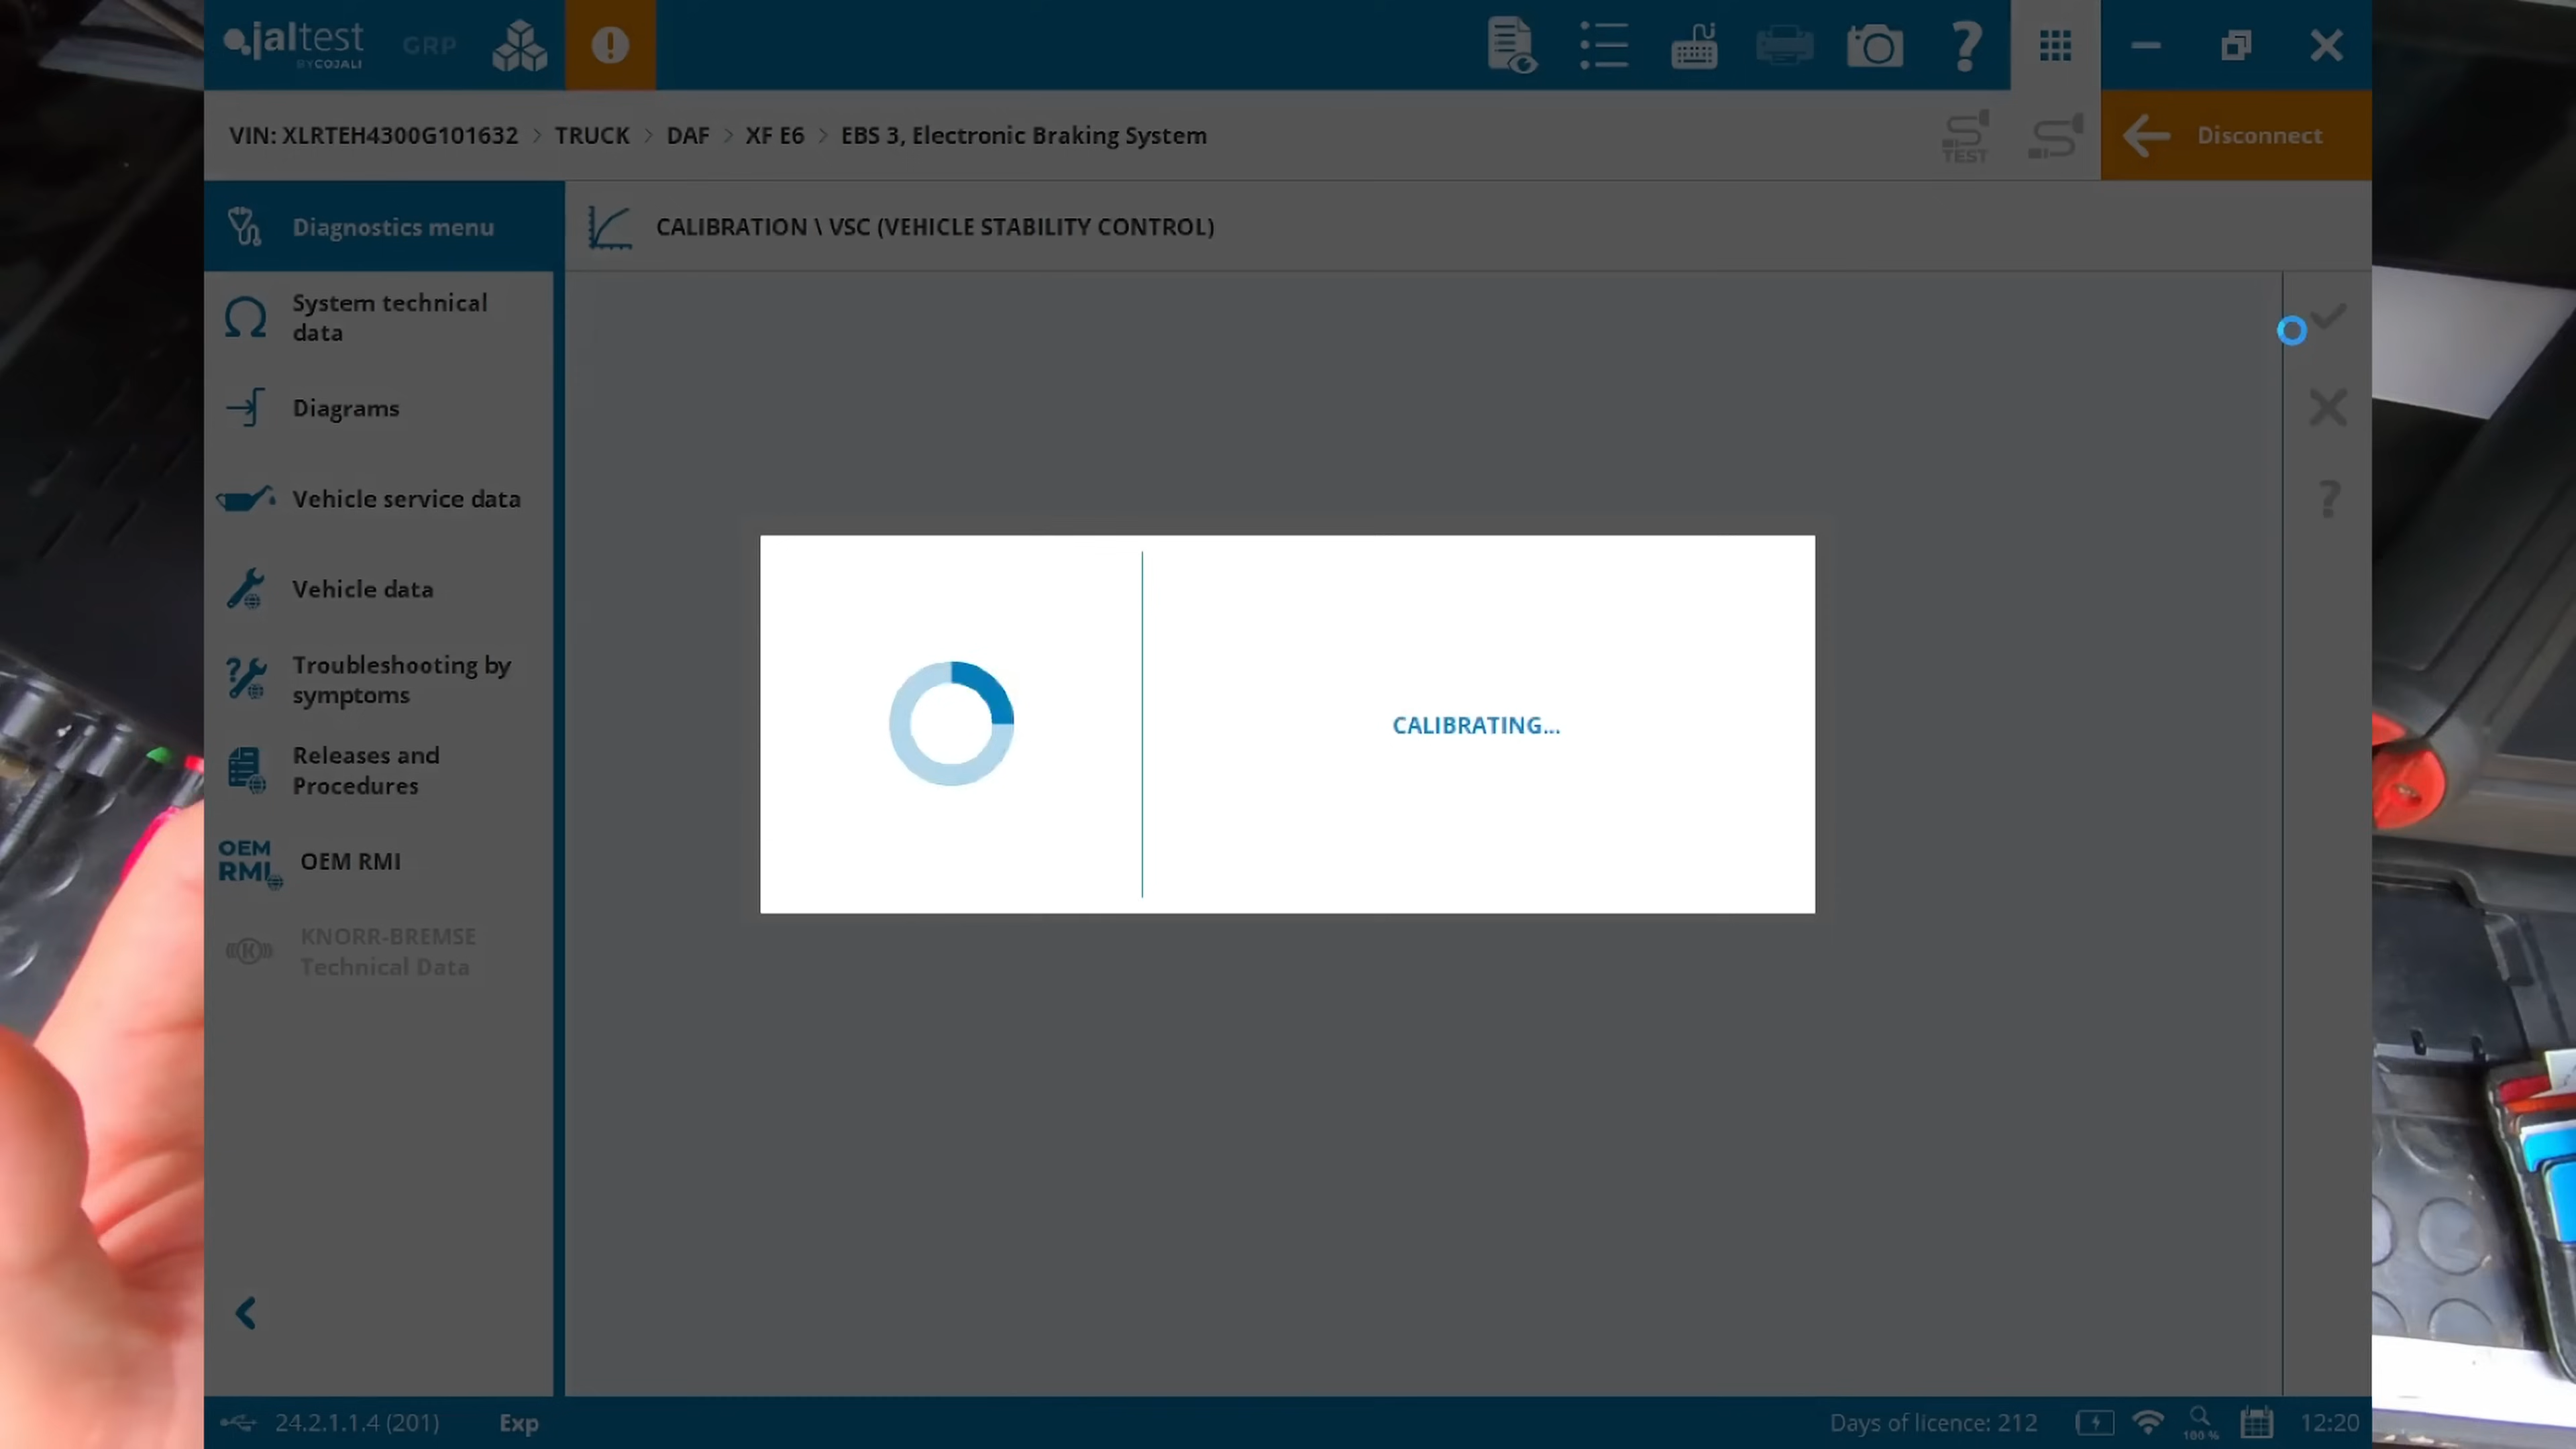 jaltest
BY COJALI
GRP
VIN: XLRTEH4300G101632 > TRUCK > DAF > XF E6 > EBS 3, Electronic Braking System
TEST
Disconnect
Diagnostics menu
CALIBRATION \ VSC (VEHICLE STABILITY CONTROL)
System technical
data
Diagrams
Vehicle service data
Vehicle data
Troubleshooting by
symptoms
Releases and
Procedures
OEM
RMI
OEM RMI
KNORR-BREMSE
Technical Data
CALIBRATING...
24.2.1.1.4 (201)
Exp
Days of licence: 212
100 %
12:20